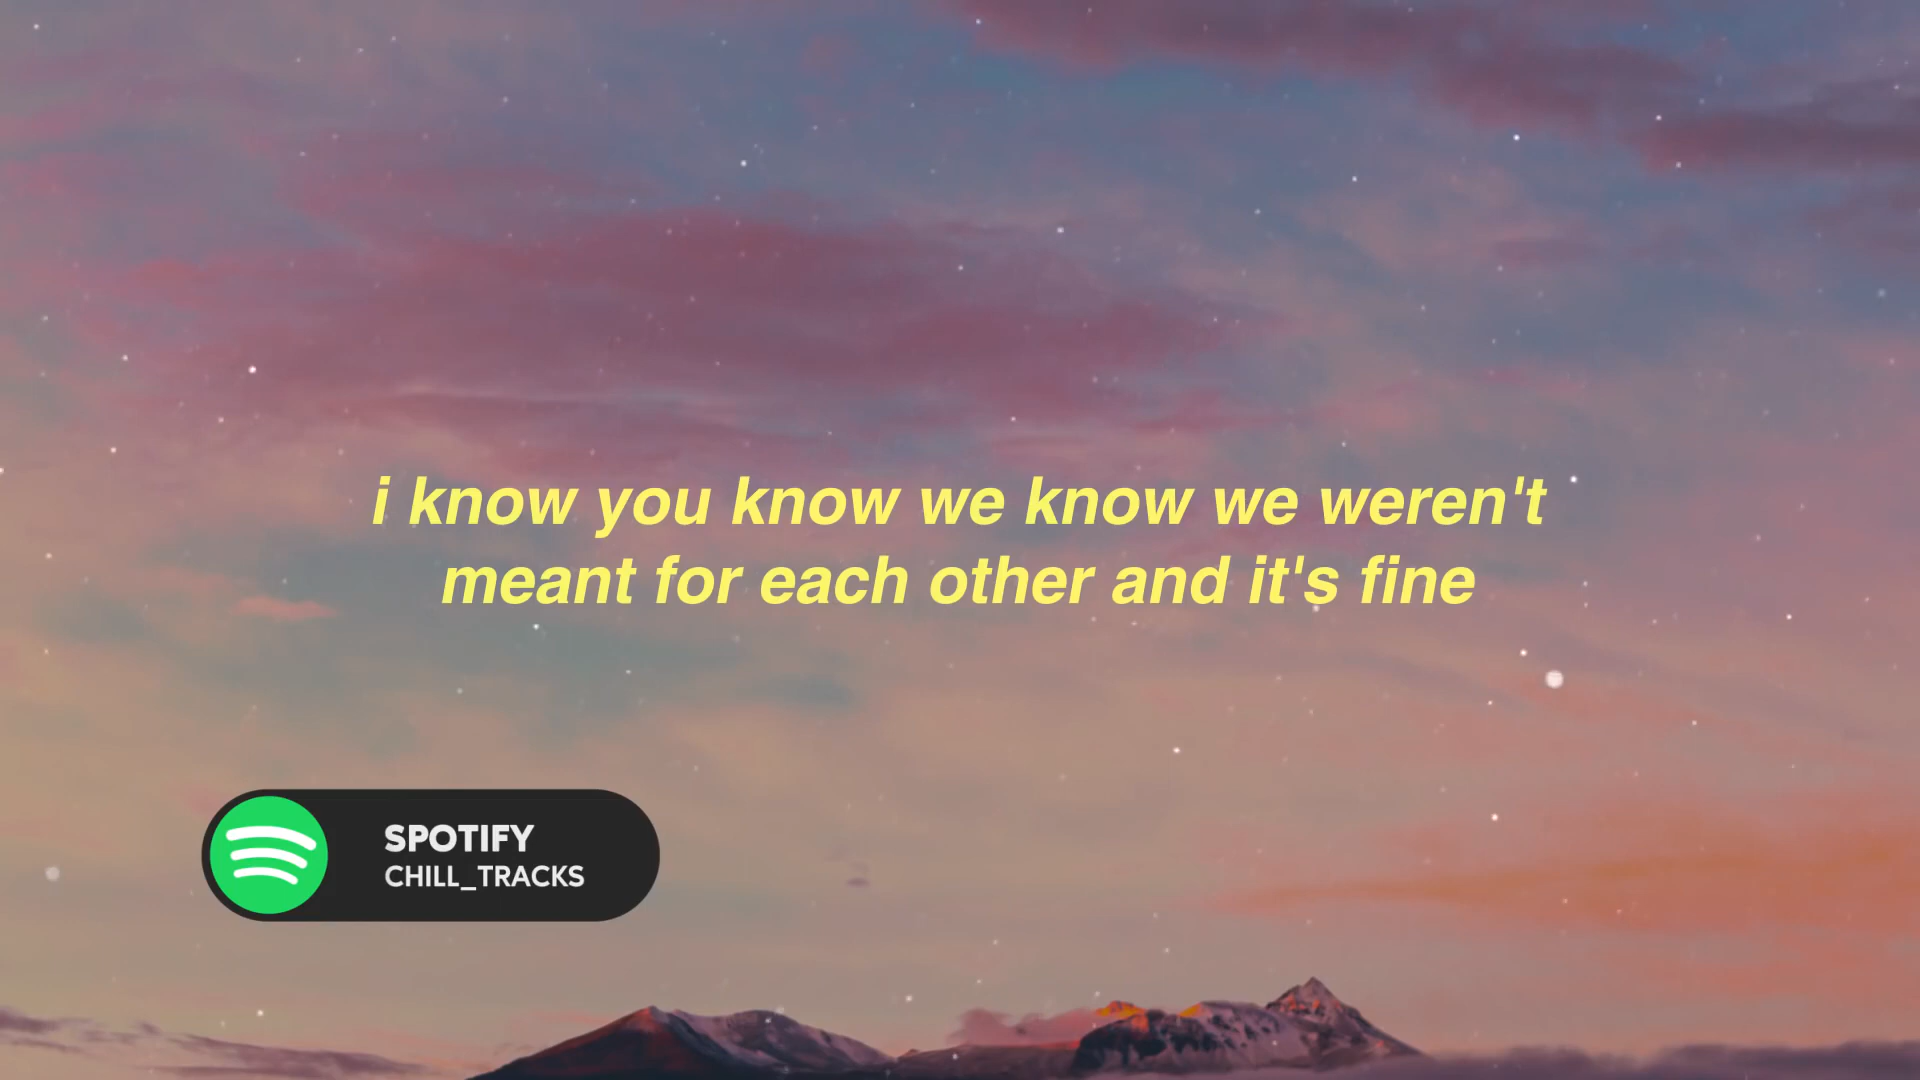 i know you know we know we weren't
meant for each other and it's fine
SPOTIFY
CHILL_TRACKS